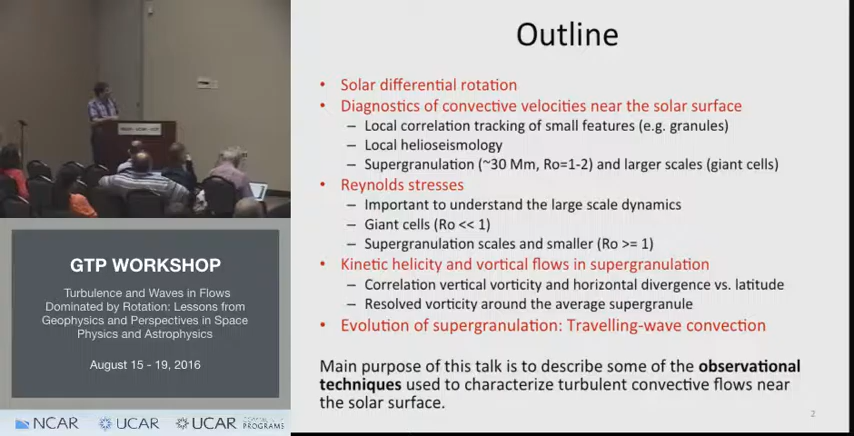 Outline
• Solar differential rotation
• Diagnostics of convective velocities near the solar surface
– Local correlation tracking of small features (e.g. granules)
– Local helioseismology
– Supergranulation (~30 Mm, Ro=1-2) and larger scales (giant cells)
• Reynolds stresses
– Important to understand the large scale dynamics
– Giant cells (Ro << 1)
– Supergranulation scales and smaller (Ro >= 1)
• Kinetic helicity and vortical flows in supergranulation
– Correlation vertical vorticity and horizontal divergence vs. latitude
– Resolved vorticity around the average supergranule
• Evolution of supergranulation: Travelling-wave convection
Main purpose of this talk is to describe some of the observational
techniques used to characterize turbulent convective flows near
the solar surface.
2
GTP WORKSHOP
Turbulence and Waves in Flows
Dominated by Rotation: Lessons from
Geophysics and Perspectives in Space
Physics and Astrophysics
August 15 - 19, 2016
NCAR
UCAR
UCAR COMMUNITY
PROGRAMS